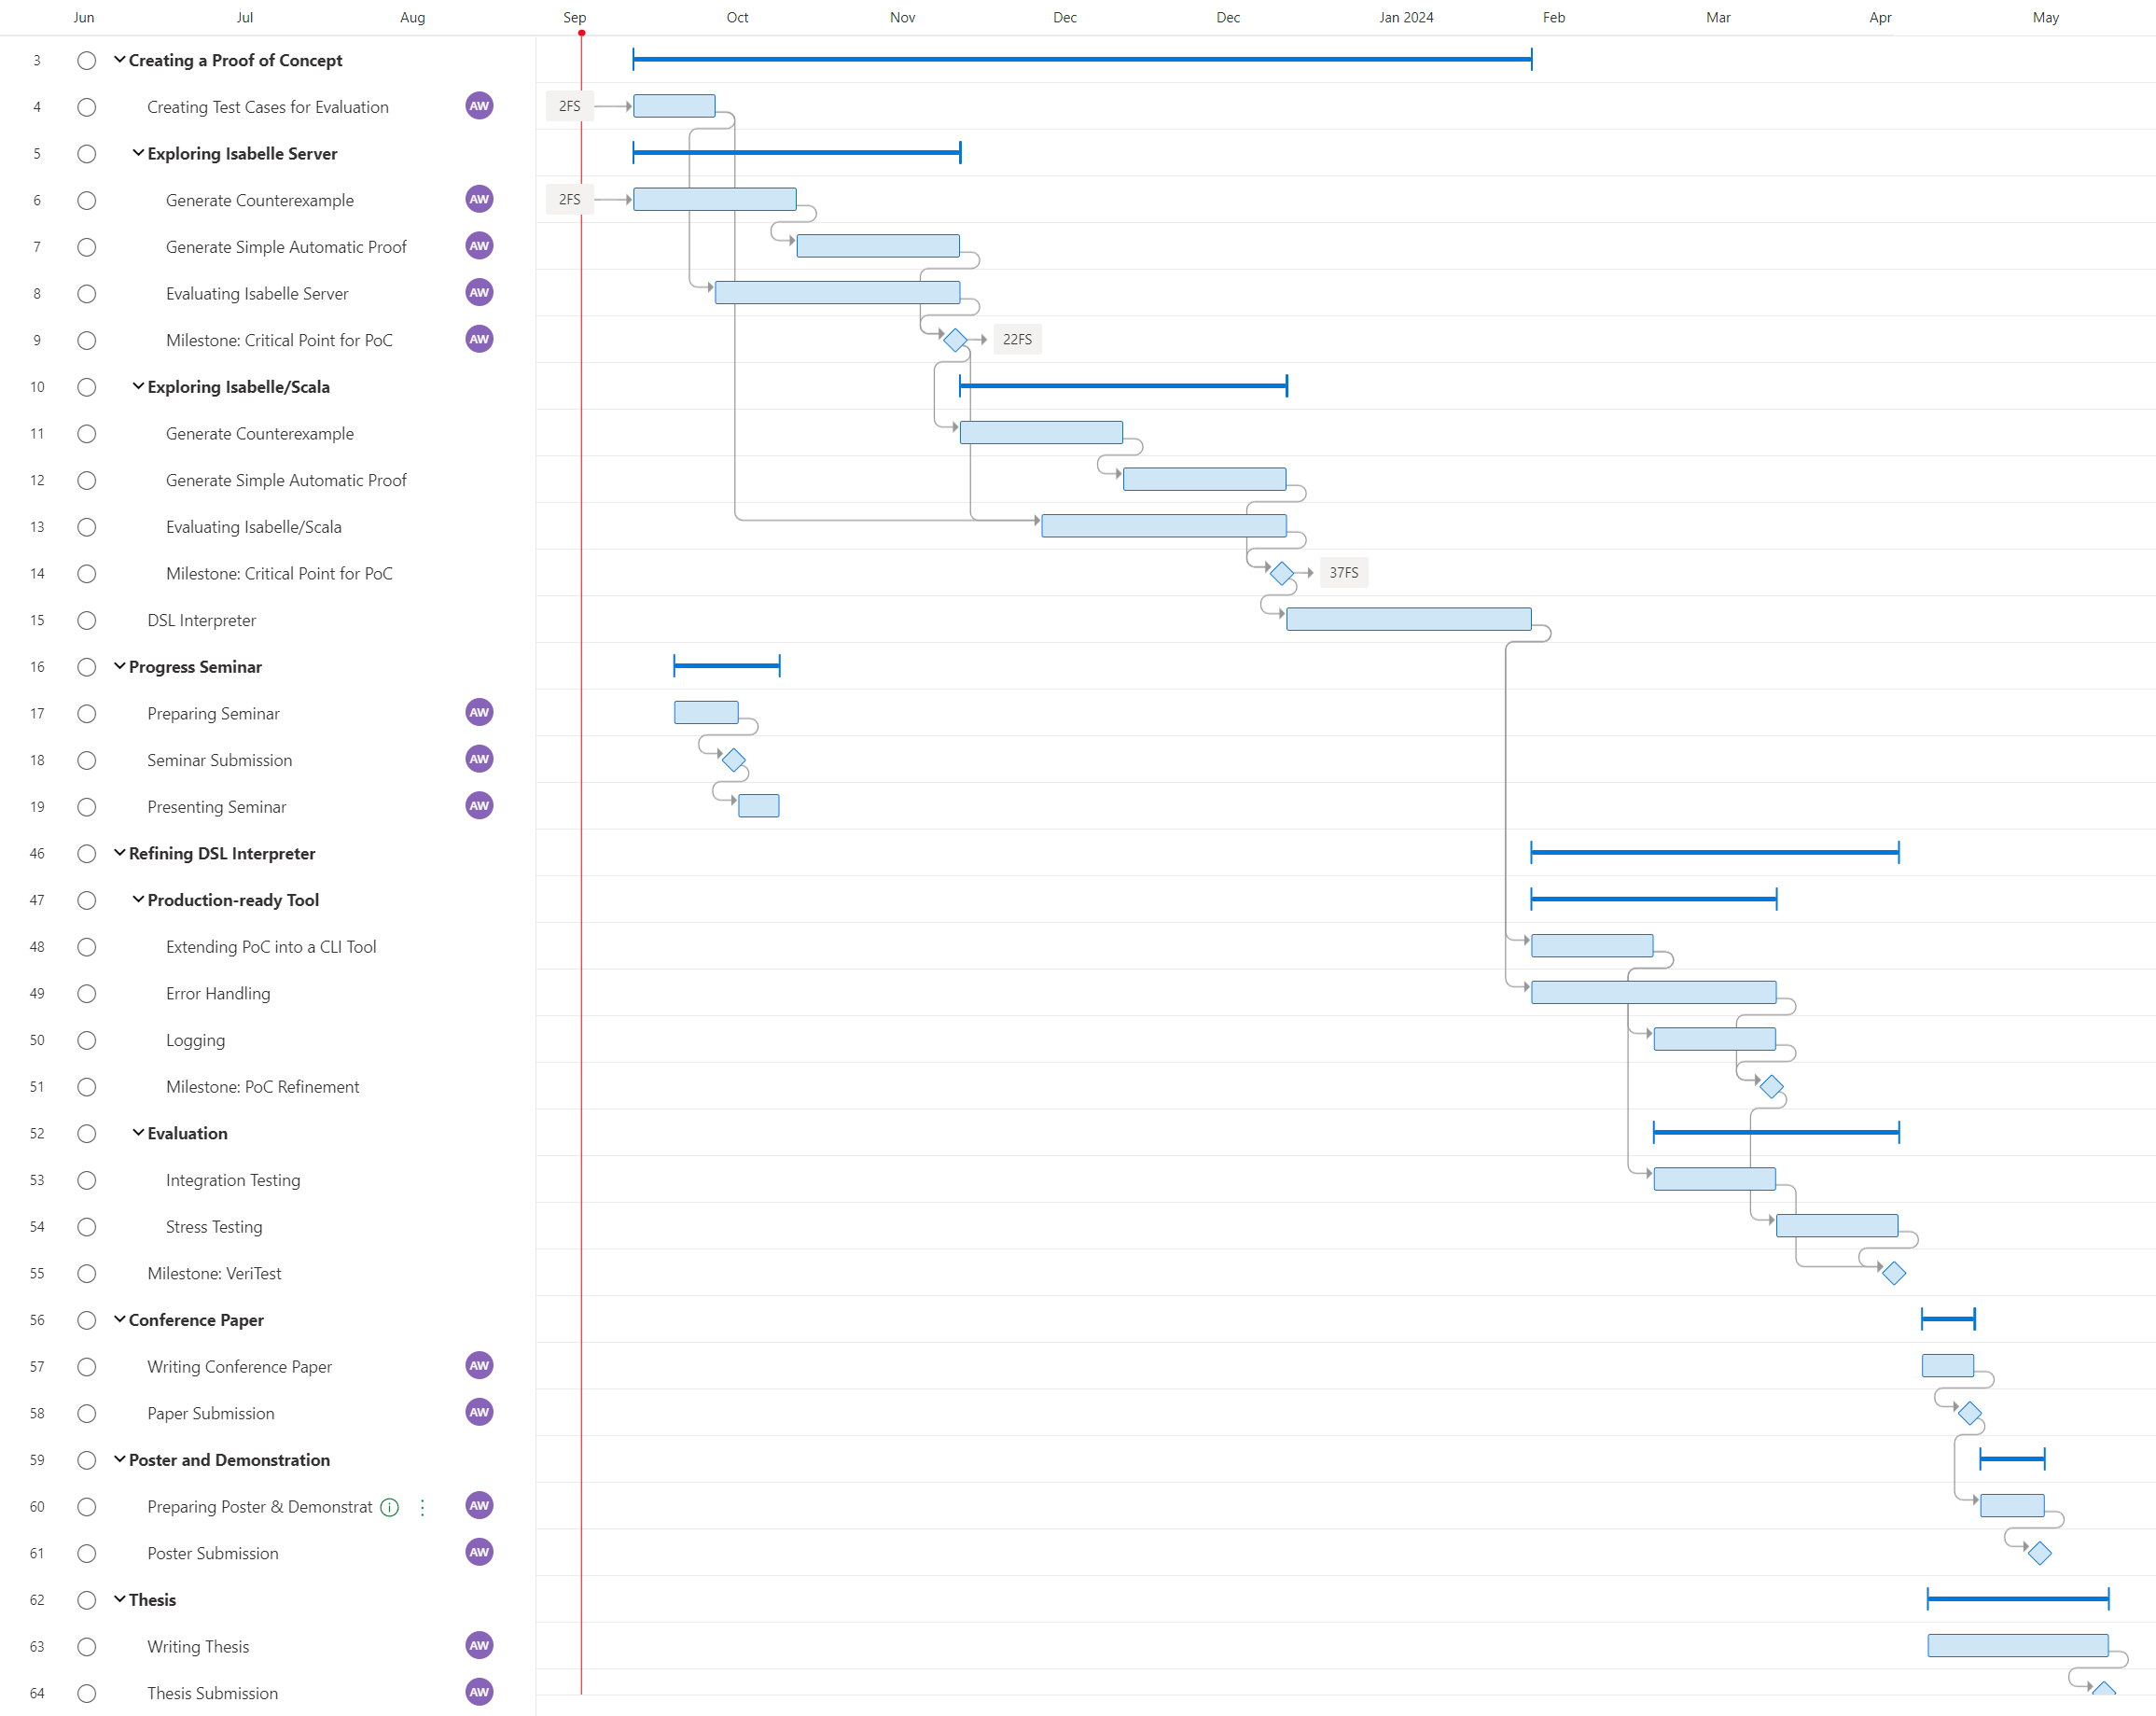 Jun Jul Aug Sep Oct Nov Dec Dec Jan 2024 Feb Mar Apr May
3 Creating a Proof of Concept
4 Creating Test Cases for Evaluation AW 2FS
5 Exploring Isabelle Server
6 Generate Counterexample AW 2FS
7 Generate Simple Automatic Proof AW
8 Evaluating Isabelle Server AW
9 Milestone: Critical Point for PoC AW 22FS
10 Exploring Isabelle/Scala
11 Generate Counterexample
12 Generate Simple Automatic Proof
13 Evaluating Isabelle/Scala
14 Milestone: Critical Point for PoC 37FS
15 DSL Interpreter
16 Progress Seminar
17 Preparing Seminar AW
18 Seminar Submission AW
19 Presenting Seminar AW
46 Refining DSL Interpreter
47 Production-ready Tool
48 Extending PoC into a CLI Tool
49 Error Handling
50 Logging
51 Milestone: PoC Refinement
52 Evaluation
53 Integration Testing
54 Stress Testing
55 Milestone: VeriTest
56 Conference Paper
57 Writing Conference Paper AW
58 Paper Submission AW
59 Poster and Demonstration
60 Preparing Poster & Demonstrat AW
61 Poster Submission AW
62 Thesis
63 Writing Thesis AW
64 Thesis Submission AW